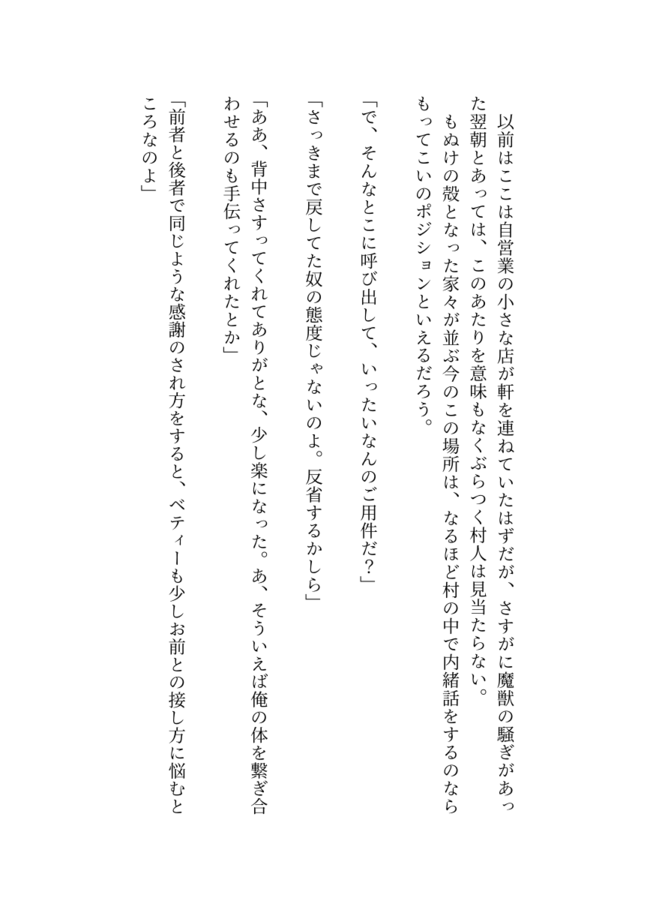 以前はここは自営業の小さな店が軒を連ねていたはずだが、さすがに魔獣の騒ぎがあっ
た翌朝とあっては、このあたりを意味もなくぶらつく村人は見当たらない。
　もぬけの殻となった家々が並ぶ今のこの場所は、なるほど村の中で内緒話をするのなら
もってこいのポジションといえるだろう。
「で、そんなとこに呼び出して、いったいなんのご用件だ？」
「さっきまで戻してた奴の態度じゃないのよ。反省するかしら」
「ああ、背中さすってくれてありがとな、少し楽になった。あ、そういえば俺の体を繋ぎ合
わせるのも手伝ってくれたとか」
「前者と後者で同じような感謝のされ方をすると、ベティーも少しお前との接し方に悩むと
ころなのよ」